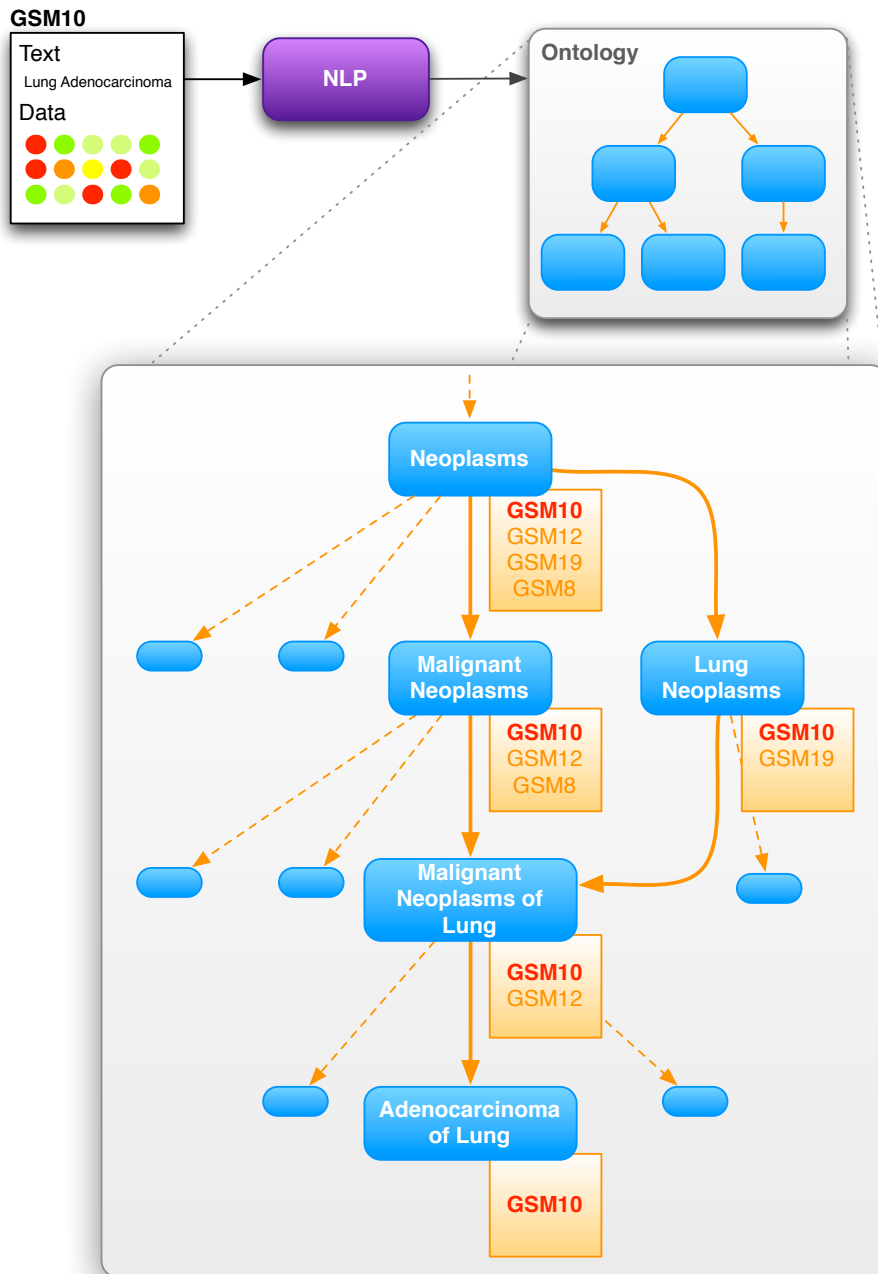 GSM10
Text
Lung Adenocarcinoma
Data
NLP
Ontology
Neoplasms
GSM10
GSM12
GSM19
GSM8
Malignant
Neoplasms
GSM10
GSM12
GSM8
Lung
Neoplasms
GSM10
GSM19
Malignant
Neoplasms of
Lung
GSM10
GSM12
Adenocarcinoma
of Lung
GSM10